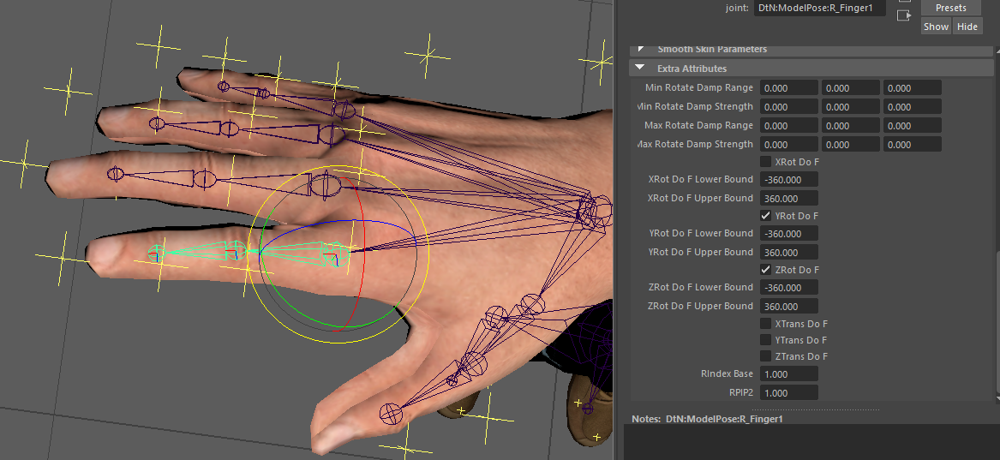 joint: DtN:ModelPose:R_Finger1
Presets
Show Hide
Smooth Skin Parameters
Extra Attributes
Min Rotate Damp Range 0.000 0.000 0.000
Min Rotate Damp Strength 0.000 0.000 0.000
Max Rotate Damp Range 0.000 0.000 0.000
Max Rotate Damp Strength 0.000 0.000 0.000
XRot Do F
XRot Do F Lower Bound -360.000
XRot Do F Upper Bound 360.000
YRot Do F
YRot Do F Lower Bound -360.000
YRot Do F Upper Bound 360.000
ZRot Do F
ZRot Do F Lower Bound -360.000
ZRot Do F Upper Bound 360.000
XTrans Do F
YTrans Do F
ZTrans Do F
RIndex Base 1.000
RPIP2 1.000
Notes: DtN:ModelPose:R_Finger1